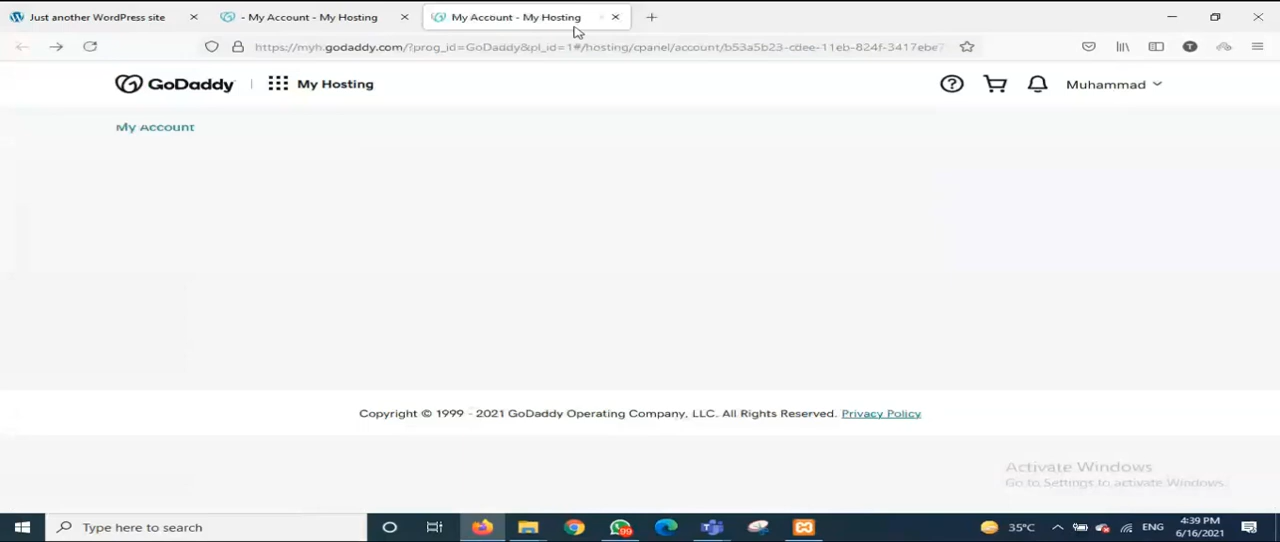 Just another WordPress site
- My Account - My Hosting
My Account - My Hosting
https://myh.godaddy.com/?prog_id=GoDaddy&pl_id=1#/hosting/cpanel/account/b53a5b23-cdee-11eb-824f-3417ebe7
GoDaddy
My Hosting
Muhammad
My Account
Copyright © 1999 - 2021 GoDaddy Operating Company, LLC. All Rights Reserved. Privacy Policy
Activate Windows
Go to Settings to activate Windows.
Type here to search
99
35°C
ENG
4:39 PM
6/16/2021